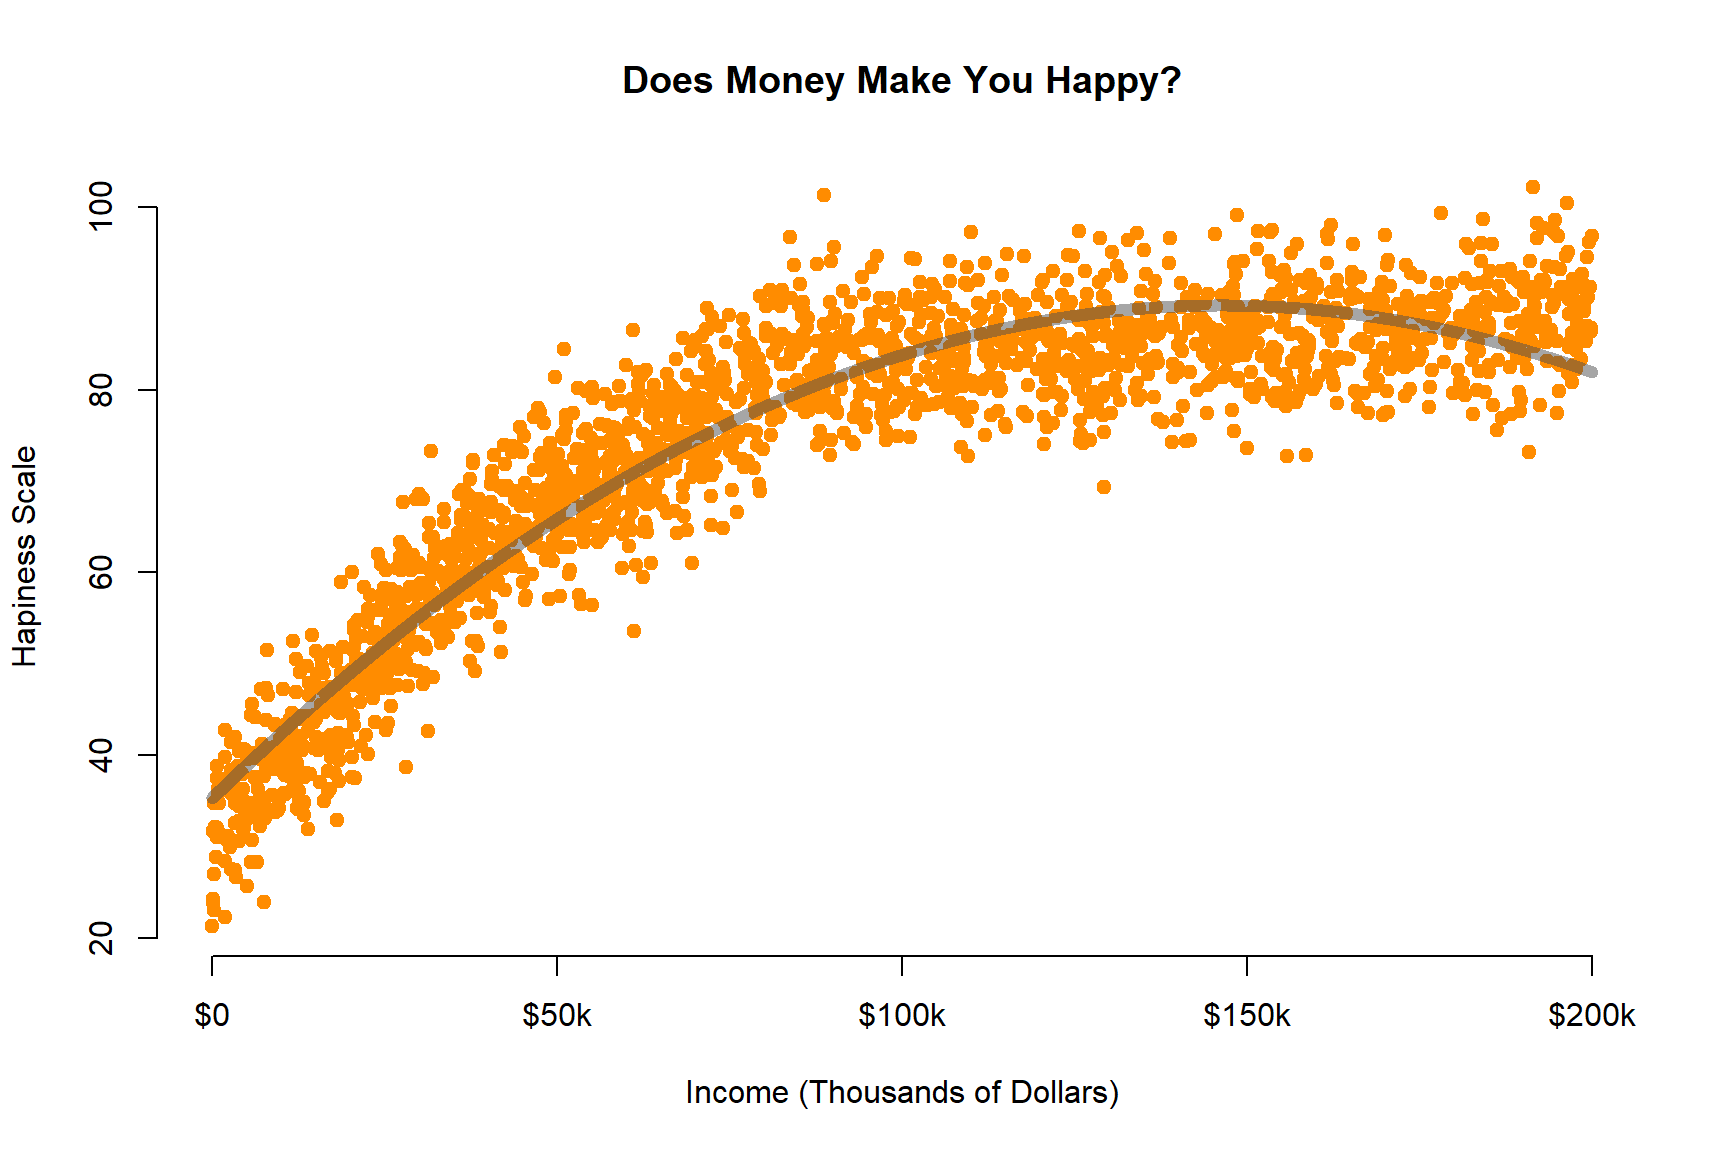 Does Money Make You Happy?
Hapiness Scale
100
80
60
40
20
$0 $50k $100k $150k $200k
Income (Thousands of Dollars)